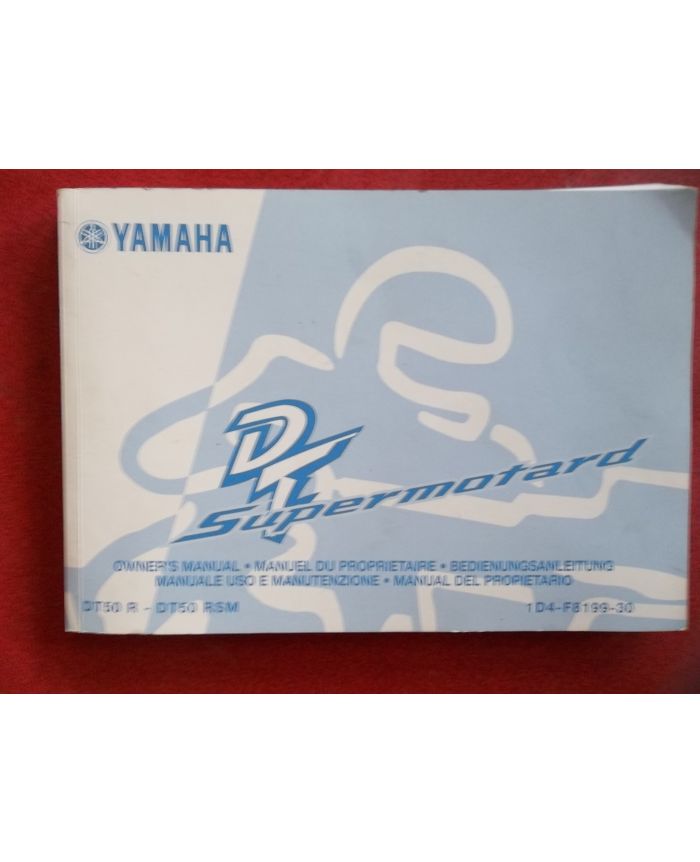 YAMAHA
DT
Supermotard
OWNER'S MANUAL • MANUEL DU PROPRIETAIRE • BEDIENUNGSANLEITUNG
MANUALE USO E MANUTENZIONE • MANUAL DEL PROPIETARIO
DT50 R - DT50 RSM 1D4-F8199-30